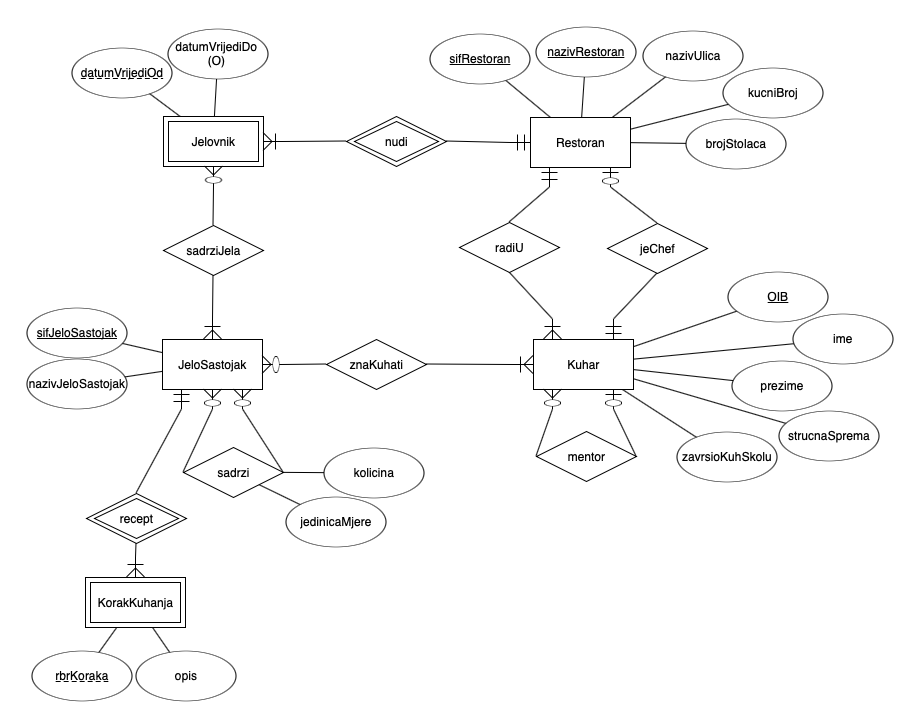 datumVrijediDo
(O)
datumVrijediOd
sifRestoran
nazivRestoran
nazivUlica
kucniBroj
brojStolaca
Jelovnik
nudi
Restoran
sadrziJela
radiU
jeChef
OIB
ime
prezime
strucnaSprema
zavrsioKuhSkolu
sifJeloSastojak
nazivJeloSastojak
JeloSastojak
znaKuhati
Kuhar
mentor
sadrzi
kolicina
jedinicaMjere
recept
KorakKuhanja
rbrKoraka
opis